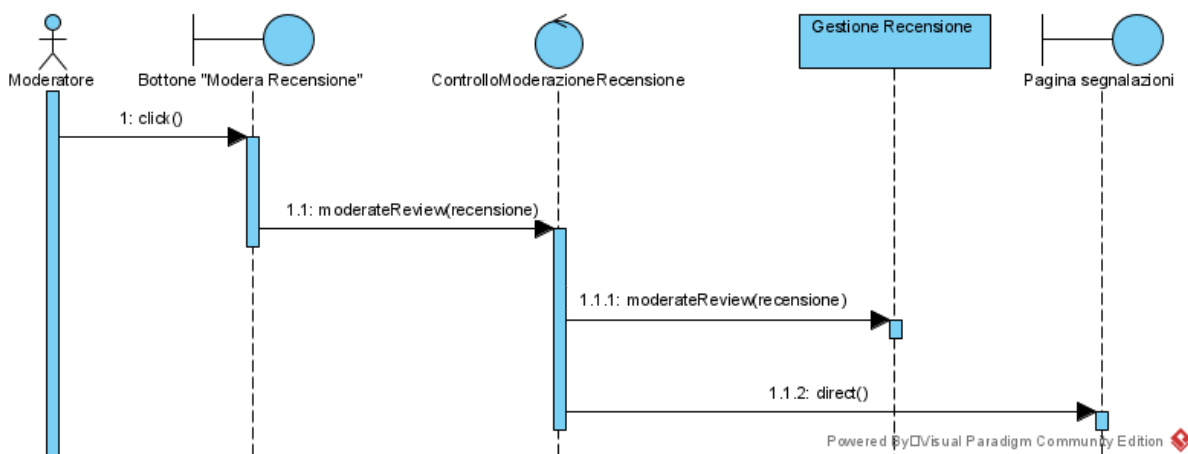 Gestione Recensione
Moderatore
Bottone "Modera Recensione"
ControlloModerazioneRecensione
Pagina segnalazioni
1: click()
1.1: moderateReview(recensione)
1.1.1: moderateReview(recensione)
1.1.2: direct()
Powered By□Visual Paradigm Community Edition